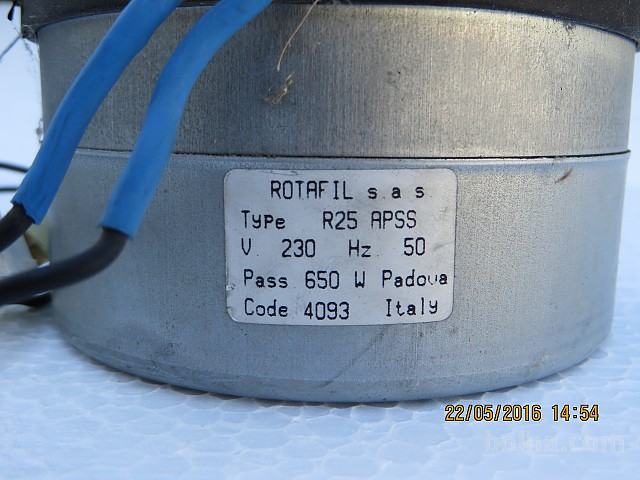 ROTAFIL s a s
Type R25 APSS
V 230 Hz 50
Pass 650 W Padova
Code 4093 Italy
22/05/2016 14:54